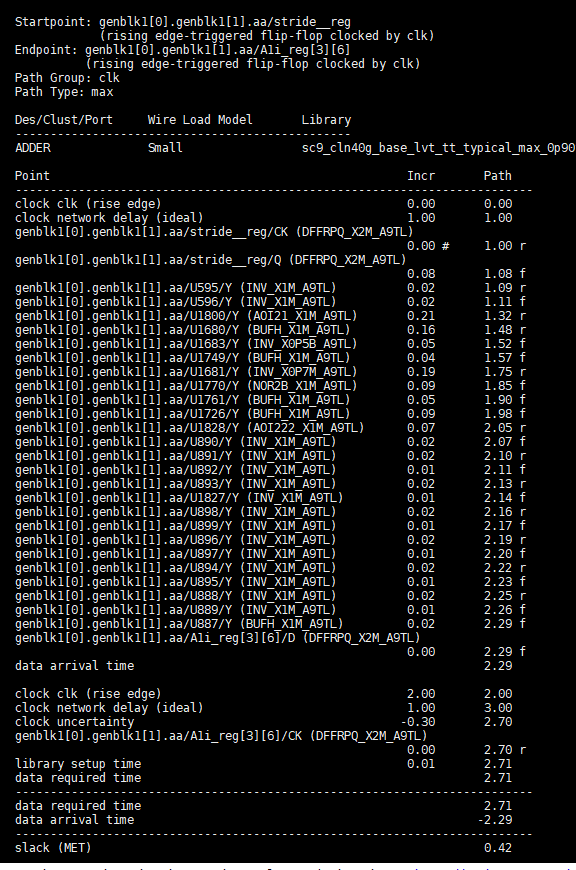 Startpoint: genblk1[0].genblk1[1].aa/stride__reg
(rising edge-triggered flip-flop clocked by clk)
Endpoint: genblk1[0].genblk1[1].aa/A1i_reg[3][6]
(rising edge-triggered flip-flop clocked by clk)
Path Group: clk
Path Type: max
Des/Clust/Port Wire Load Model Library
------------------------------------------------
ADDER Small sc9_cln40g_base_lvt_tt_typical_max_0p90
Point Incr Path
--------------------------------------------------------------------------
clock clk (rise edge) 0.00 0.00
clock network delay (ideal) 1.00 1.00
genblk1[0].genblk1[1].aa/stride__reg/CK (DFFRPQ_X2M_A9TL)
0.00 # 1.00 r
genblk1[0].genblk1[1].aa/stride__reg/Q (DFFRPQ_X2M_A9TL)
0.08 1.08 f
genblk1[0].genblk1[1].aa/U595/Y (INV_X1M_A9TL) 0.02 1.09 r
genblk1[0].genblk1[1].aa/U596/Y (INV_X1M_A9TL) 0.02 1.11 f
genblk1[0].genblk1[1].aa/U1800/Y (AOI21_X1M_A9TL) 0.21 1.32 r
genblk1[0].genblk1[1].aa/U1680/Y (BUFH_X1M_A9TL) 0.16 1.48 r
genblk1[0].genblk1[1].aa/U1683/Y (INV_X0P5B_A9TL) 0.05 1.52 f
genblk1[0].genblk1[1].aa/U1749/Y (BUFH_X1M_A9TL) 0.04 1.57 f
genblk1[0].genblk1[1].aa/U1681/Y (INV_X0P7M_A9TL) 0.19 1.75 r
genblk1[0].genblk1[1].aa/U1770/Y (NOR2B_X1M_A9TL) 0.09 1.85 f
genblk1[0].genblk1[1].aa/U1761/Y (BUFH_X1M_A9TL) 0.05 1.90 f
genblk1[0].genblk1[1].aa/U1726/Y (BUFH_X1M_A9TL) 0.09 1.98 f
genblk1[0].genblk1[1].aa/U1828/Y (AOI222_X1M_A9TL) 0.07 2.05 r
genblk1[0].genblk1[1].aa/U890/Y (INV_X1M_A9TL) 0.02 2.07 f
genblk1[0].genblk1[1].aa/U891/Y (INV_X1M_A9TL) 0.02 2.10 r
genblk1[0].genblk1[1].aa/U892/Y (INV_X1M_A9TL) 0.01 2.11 f
genblk1[0].genblk1[1].aa/U893/Y (INV_X1M_A9TL) 0.02 2.13 r
genblk1[0].genblk1[1].aa/U1827/Y (INV_X1M_A9TL) 0.01 2.14 f
genblk1[0].genblk1[1].aa/U898/Y (INV_X1M_A9TL) 0.02 2.16 r
genblk1[0].genblk1[1].aa/U899/Y (INV_X1M_A9TL) 0.01 2.17 f
genblk1[0].genblk1[1].aa/U896/Y (INV_X1M_A9TL) 0.02 2.19 r
genblk1[0].genblk1[1].aa/U897/Y (INV_X1M_A9TL) 0.01 2.20 f
genblk1[0].genblk1[1].aa/U894/Y (INV_X1M_A9TL) 0.02 2.22 r
genblk1[0].genblk1[1].aa/U895/Y (INV_X1M_A9TL) 0.01 2.23 f
genblk1[0].genblk1[1].aa/U888/Y (INV_X1M_A9TL) 0.02 2.25 r
genblk1[0].genblk1[1].aa/U889/Y (INV_X1M_A9TL) 0.01 2.26 f
genblk1[0].genblk1[1].aa/U887/Y (BUFH_X1M_A9TL) 0.02 2.29 f
genblk1[0].genblk1[1].aa/A1i_reg[3][6]/D (DFFRPQ_X2M_A9TL)
0.00 2.29 f
data arrival time 2.29
clock clk (rise edge) 2.00 2.00
clock network delay (ideal) 1.00 3.00
clock uncertainty -0.30 2.70
genblk1[0].genblk1[1].aa/A1i_reg[3][6]/CK (DFFRPQ_X2M_A9TL)
0.00 2.70 r
library setup time 0.01 2.71
data required time 2.71
--------------------------------------------------------------------------
data required time 2.71
data arrival time -2.29
--------------------------------------------------------------------------
slack (MET) 0.42